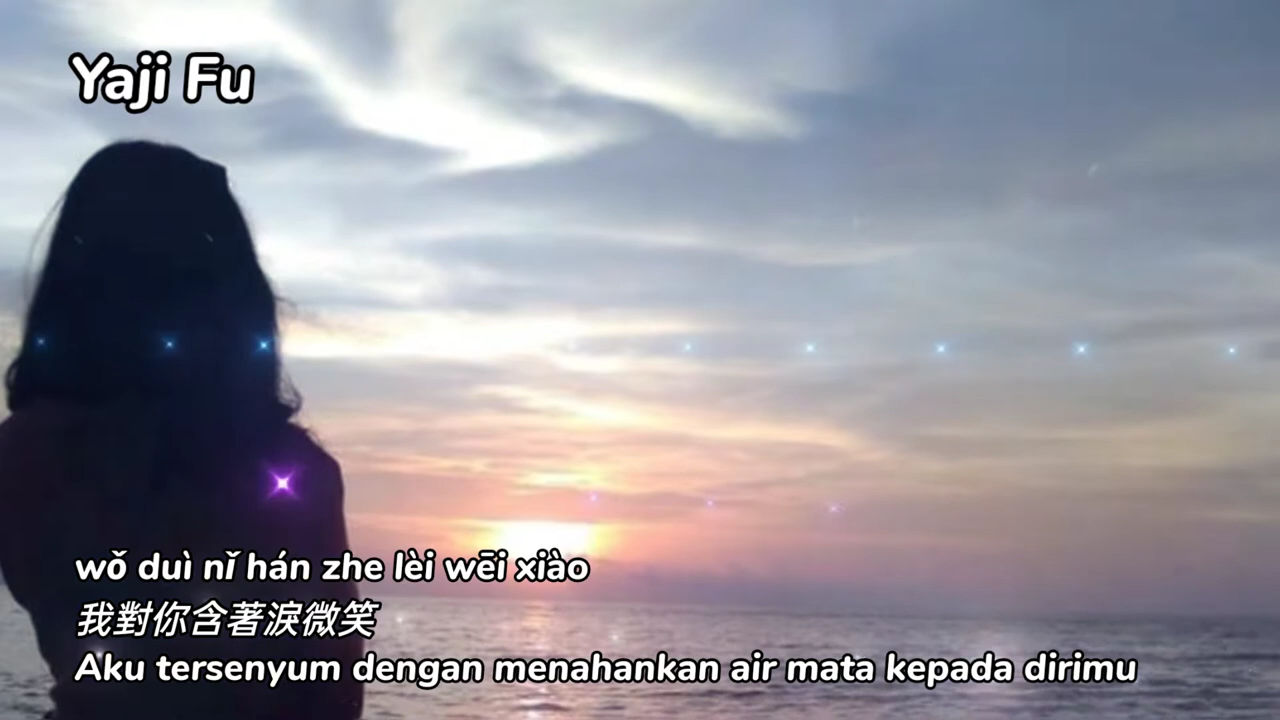 Yaji Fu
wǒ duì nǐ hán zhe lèi wēi xiào
我對你含著淚微笑
Aku tersenyum dengan menahankan air mata kepada dirimu